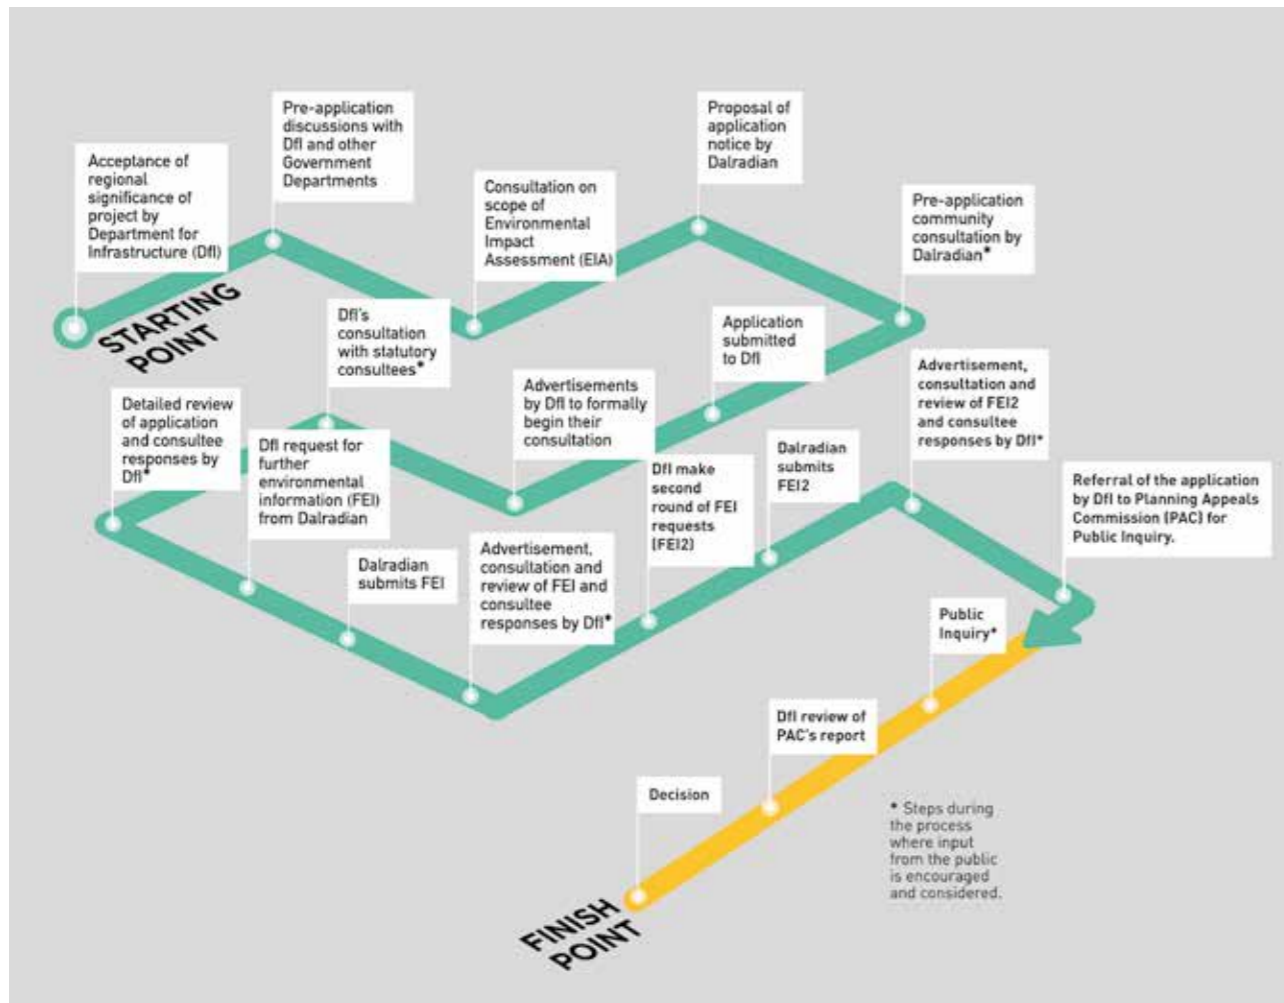 Acceptance of
regional
significance of
project by
Department for
Infrastructure (DfI)
STARTING
POINT
Pre-application
discussions with
DfI and other
Government
Departments
Consultation on
scope of
Environmental
Impact
Assessment (EIA)
Proposal of
application
notice by
Dalradian
Pre-application
community
consultation by
Dalradian*
Application
submitted
to DfI
Advertisements
by DfI to formally
begin their
consultation
DfI's
consultation
with statutory
consultees*
Detailed review
of application
and consultee
responses by
DfI*
DfI request for
further
environmental
information (FEI)
from Dalradian
Dalradian
submits FEI
Advertisement,
consultation and
review of FEI and
consultee
responses by DfI*
DfI make
second
round of FEI
requests
(FEI2)
Dalradian
submits
FEI2
Advertisement,
consultation and
review of FEI2
and consultee
responses by DfI*
Referral of the application
by DfI to Planning Appeals
Commission (PAC) for
Public Inquiry.
Public
Inquiry*
DfI review of
PAC's report
Decision
FINISH
POINT
* Steps during
the process
where input
from the public
is encouraged
and considered.